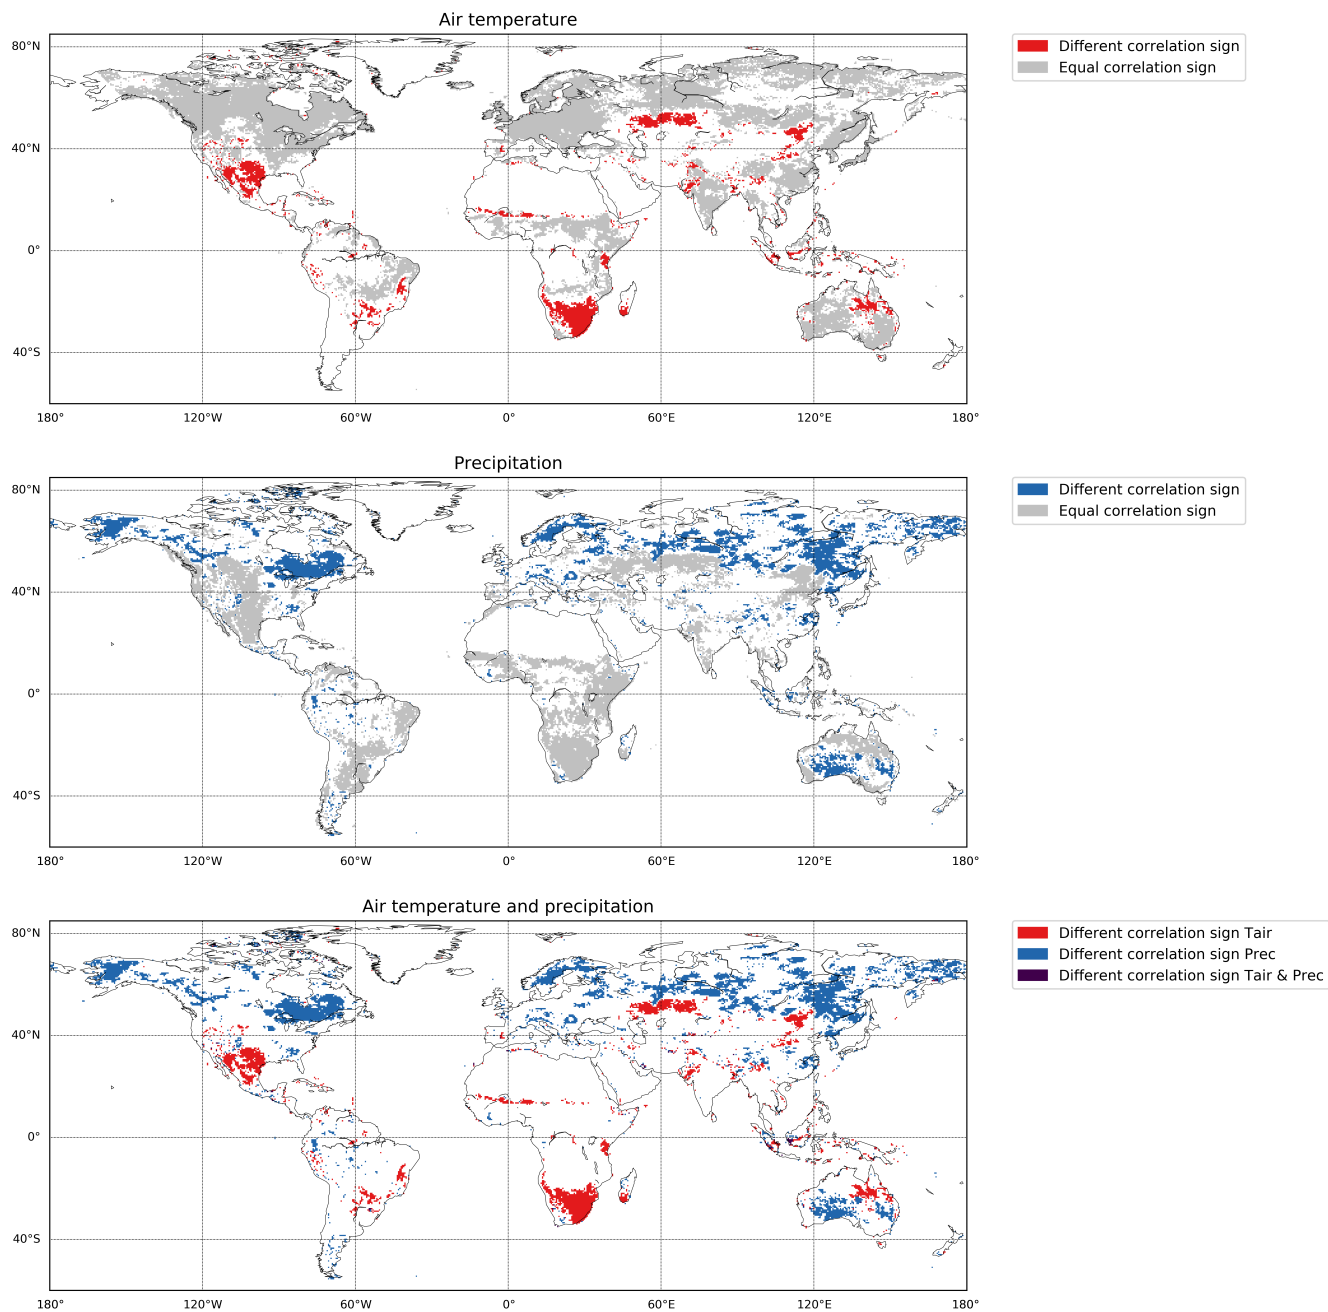 Air temperature
80°N
40°N
0°
40°S
180°
120°W
60°W
0°
60°E
120°E
180°
Different correlation sign
Equal correlation sign
Precipitation
80°N
40°N
0°
40°S
180°
120°W
60°W
0°
60°E
120°E
180°
Different correlation sign
Equal correlation sign
Air temperature and precipitation
80°N
40°N
0°
40°S
180°
120°W
60°W
0°
60°E
120°E
180°
Different correlation sign Tair
Different correlation sign Prec
Different correlation sign Tair & Prec